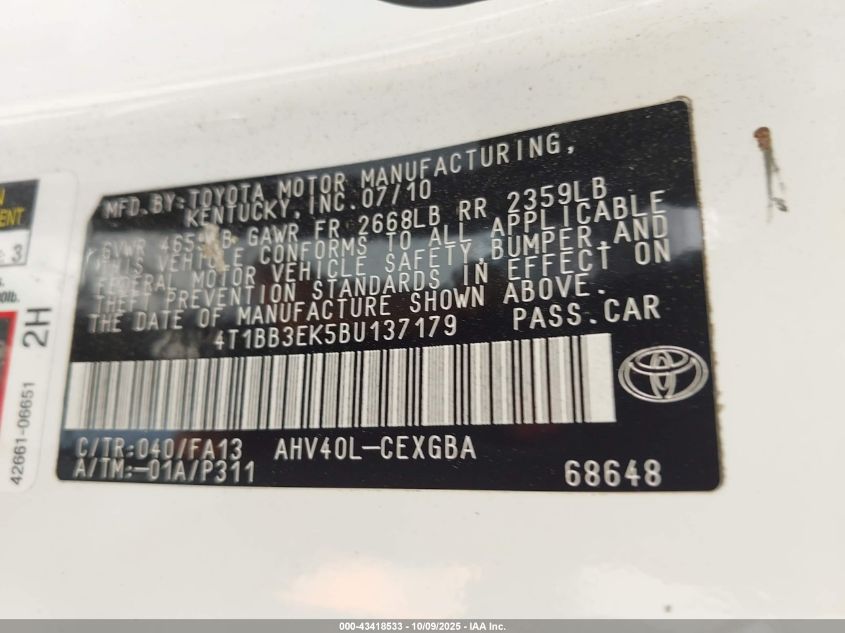 MFD. BY: TOYOTA MOTOR MANUFACTURING,
KENTUCKY, INC. 07/10
GVWR GAWR FR 2668LB RR 2359LB
THIS VEHICLE CONFORMS TO ALL APPLICABLE
FEDERAL MOTOR VEHICLE SAFETY, BUMPER, AND
THEFT PREVENTION STANDARDS IN EFFECT ON
THE DATE OF MANUFACTURE SHOWN ABOVE.
4T1BB3EK5BU137179 PASS.CAR
C/TR:040/FA13 AHV40L-CEXGBA
A/TM:-01A/P311 68648
2H
42661-06651
000-43418533 - 10/09/2025 - IAA Inc.